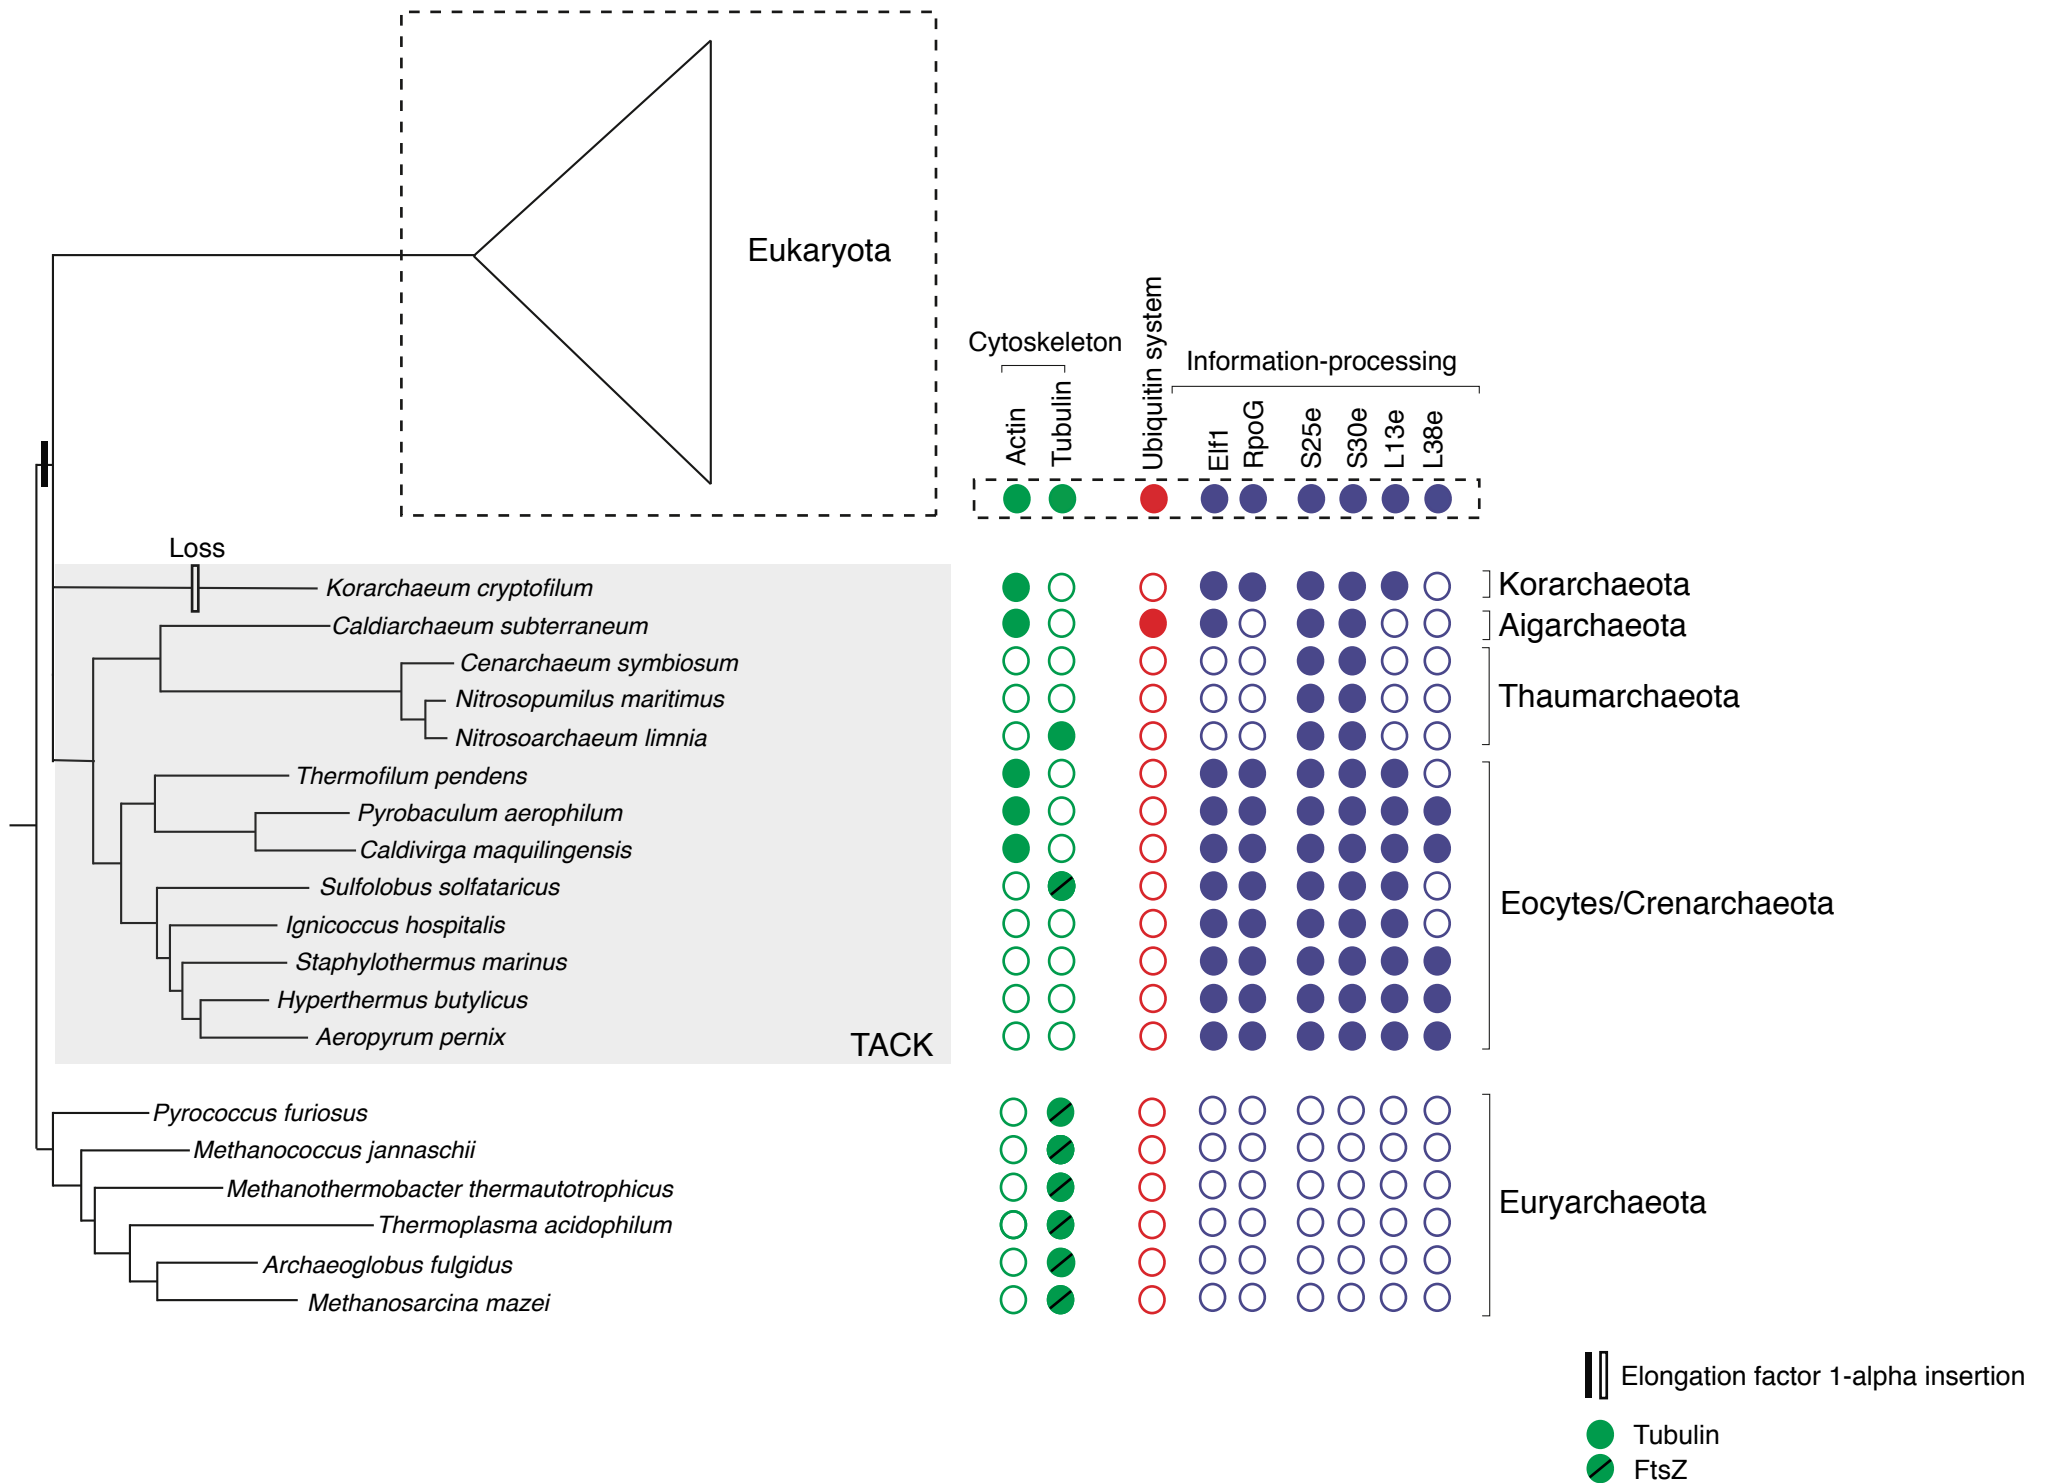 Eukaryota
Cytoskeleton
Ubiquitin system
Information-processing
Actin
Tubulin
Elf1
RpoG
S25e
S30e
L13e
L38e
Loss
Korarchaeum cryptofilum
Korarchaeota
Caldiarchaeum subterraneum
Aigarchaeota
Cenarchaeum symbiosum
Nitrosopumilus maritimus
Thaumarchaeota
Nitrosoarchaeum limnia
Thermofilum pendens
Pyrobaculum aerophilum
Caldivirga maquilingensis
Sulfolobus solfataricus
Eocytes/Crenarchaeota
Ignicoccus hospitalis
Staphylothermus marinus
Hyperthermus butylicus
Aeropyrum pernix
TACK
Pyrococcus furiosus
Methanococcus jannaschii
Methanothermobacter thermautotrophicus
Euryarchaeota
Thermoplasma acidophilum
Archaeoglobus fulgidus
Methanosarcina mazei
Elongation factor 1-alpha insertion
Tubulin
FtsZ